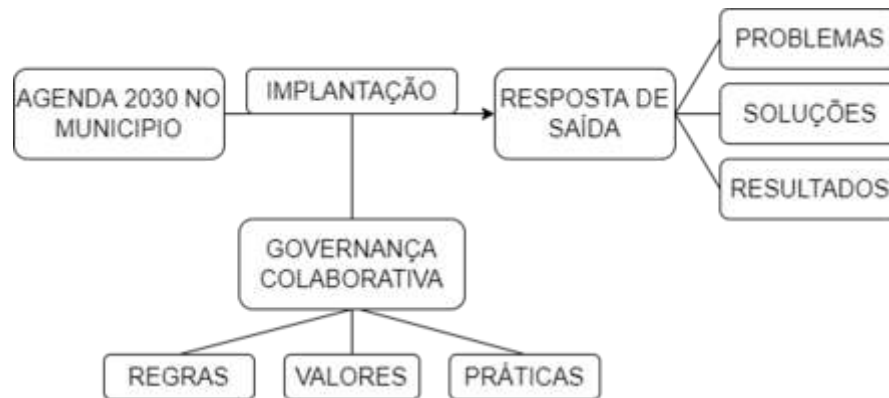 AGENDA 2030 NO
MUNICIPIO
IMPLANTAÇÃO
RESPOSTA DE
SAÍDA
PROBLEMAS
SOLUÇÕES
RESULTADOS
GOVERNANÇA
COLABORATIVA
REGRAS
VALORES
PRÁTICAS